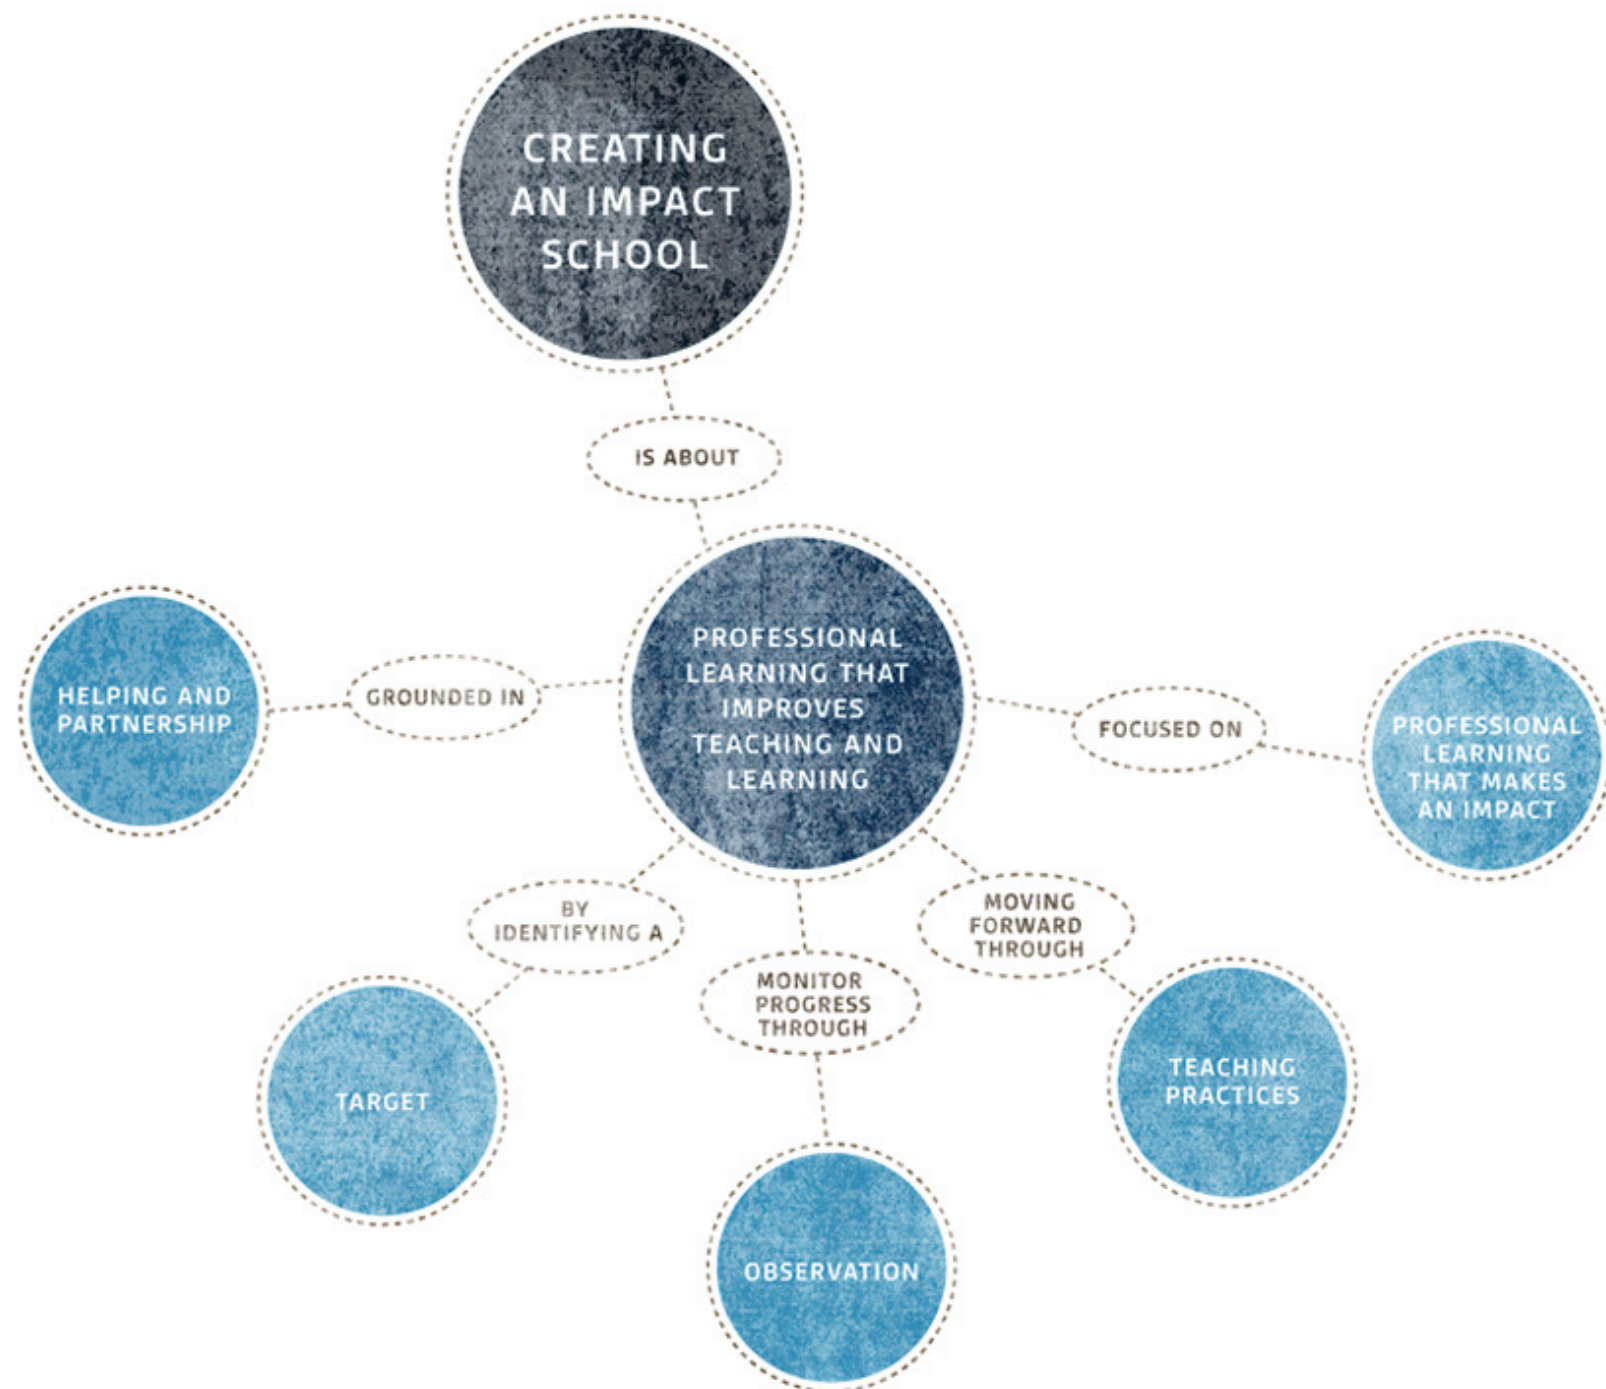 CREATING
AN IMPACT
SCHOOL
IS ABOUT
PROFESSIONAL
LEARNING THAT
IMPROVES
TEACHING AND
LEARNING
HELPING AND
PARTNERSHIP
GROUNDED IN
FOCUSED ON
PROFESSIONAL
LEARNING
THAT MAKES
AN IMPACT
BY
IDENTIFYING A
TARGET
MONITOR
PROGRESS
THROUGH
OBSERVATION
MOVING
FORWARD
THROUGH
TEACHING
PRACTICES